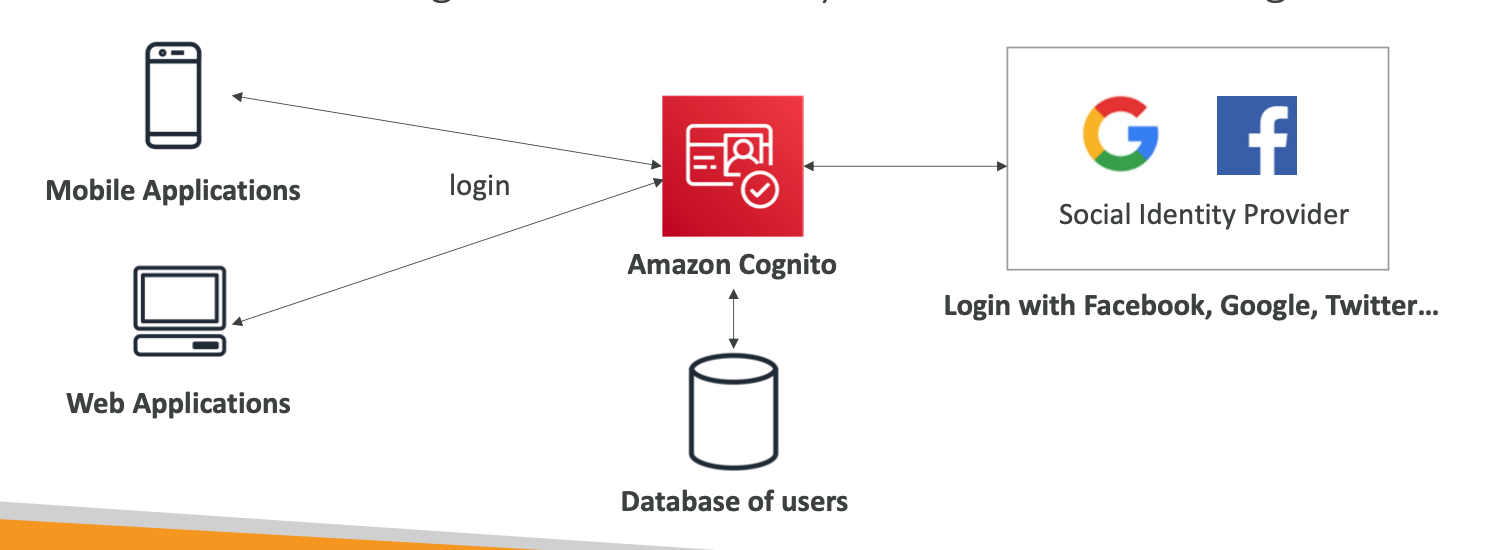 Mobile Applications
login
Web Applications
Amazon Cognito
Database of users
Social Identity Provider
Login with Facebook, Google, Twitter…